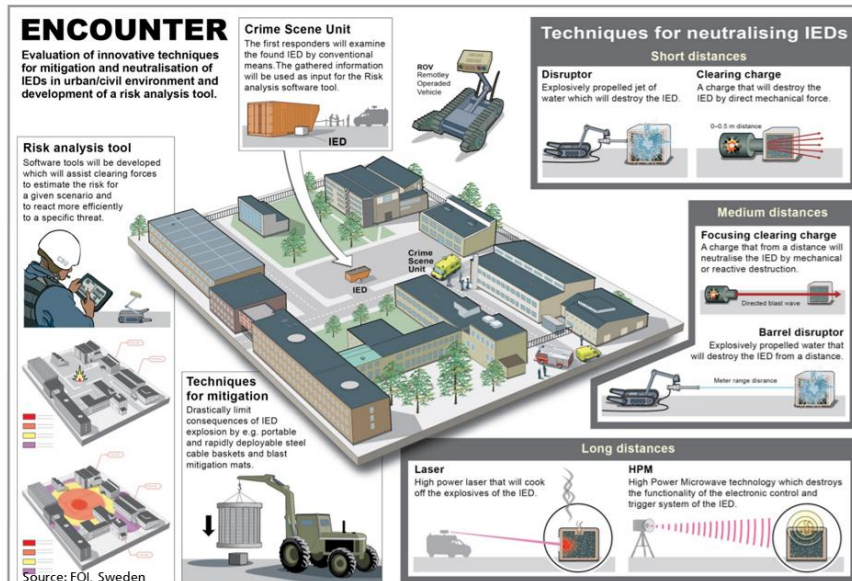 ENCOUNTER
Evaluation of innovative techniques
for mitigation and neutralisation of
IEDs in urban/civil environment and
development of a risk analysis tool.
Crime Scene Unit
The first responders will examine
the found IED by conventional
means.The gathered information
will be used as input for the Risk
analysis software tool.
IED
ROV
Remotley
Operaded
Vehicle
Risk analysis tool
Software tools will be developed
which will assist clearing forces
to estimate the risk for
a given scenario and
to react more efficiently
to a specific threat.
CSU
Crime
Scene
Unit
IED
Techniques
for mitigation
Drastically limit
consequences of IED
explosion by e.g. portable
and rapidly deployable steel
cable baskets and blast
mitigation mats.
Techniques for neutralising IEDs
Short distances
Disruptor
Explosively propelled jet of
water which will destroy the IED.
Clearing charge
A charge that will destroy the
IED by direct mechanical force.
0–0.5 m distance
Medium distances
Focusing clearing charge
A charge that from a distance will
neutralise the IED by mechanical
or reactive destruction.
Directed blast wave
Barrel disruptor
Explosively propelled water that
will destroy the IED from a distance.
Meter range disrance
Long distances
Laser
High power laser that will cook
off the explosives of the IED.
HPM
High Power Microwave technology which destroys
the functionality of the electronic control and
trigger system of the IED.
Source: FOI, Sweden